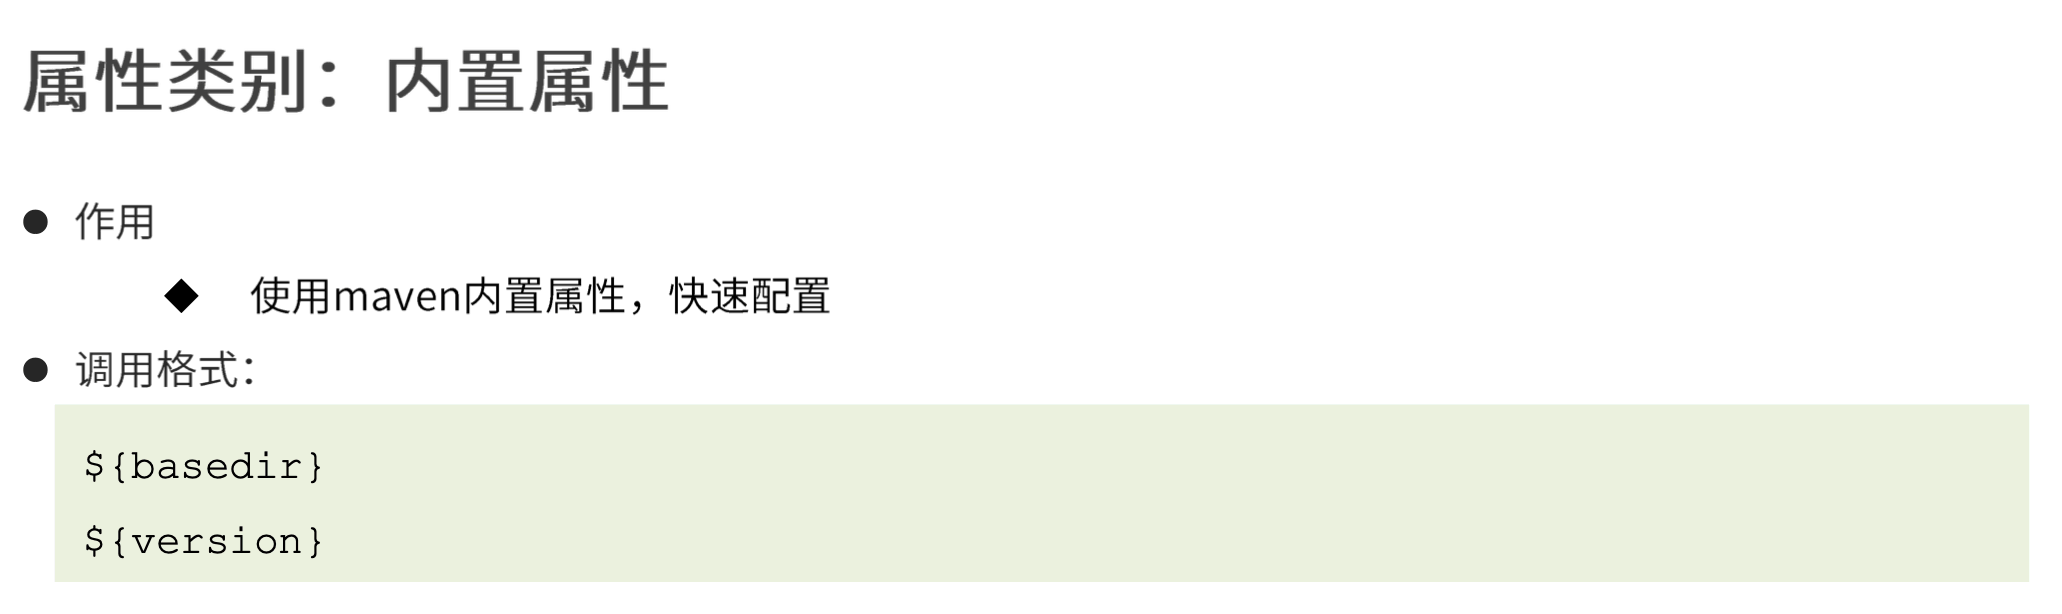 属性类别：内置属性
● 作用
◆ 使用maven内置属性，快速配置
● 调用格式：
${basedir}
${version}